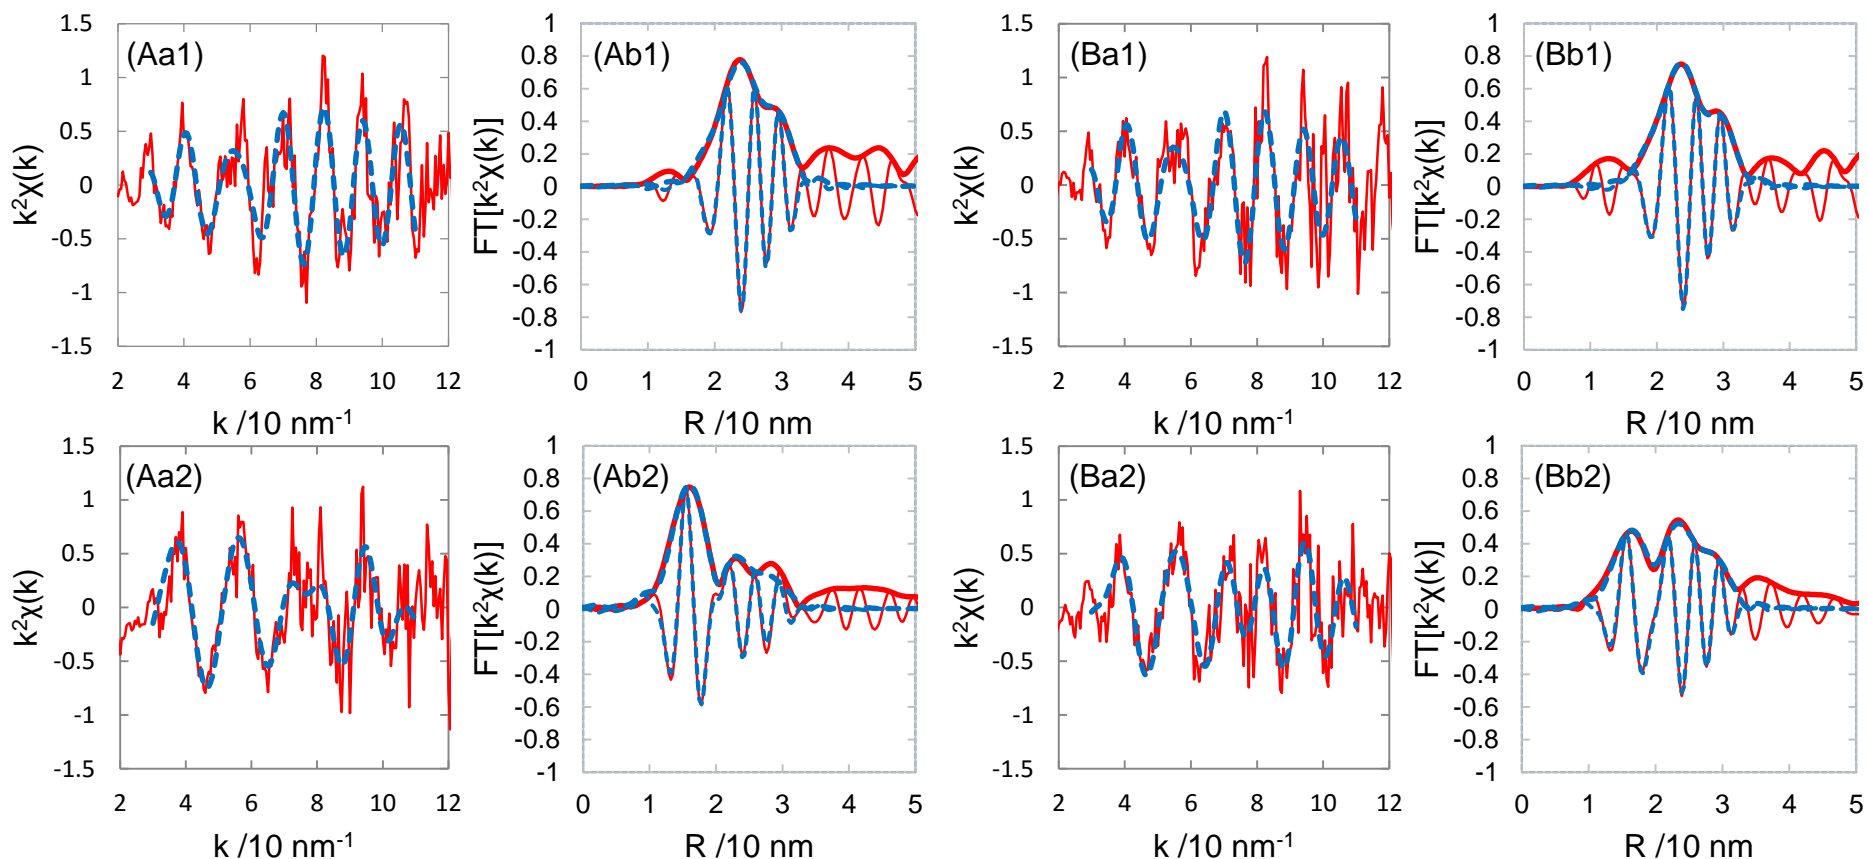 (Aa1)
k²χ(k)
1.5
1
0.5
0
-0.5
-1
-1.5
2 4 6 8 10 12
k /10 nm⁻¹
(Ab1)
FT[k²χ(k)]
1
0.8
0.6
0.4
0.2
0
-0.2
-0.4
-0.6
-0.8
-1
0 1 2 3 4 5
R /10 nm
(Ba1)
k²χ(k)
1.5
1
0.5
0
-0.5
-1
-1.5
2 4 6 8 10 12
k /10 nm⁻¹
(Bb1)
FT[k²χ(k)]
1
0.8
0.6
0.4
0.2
0
-0.2
-0.4
-0.6
-0.8
-1
0 1 2 3 4 5
R /10 nm
(Aa2)
k²χ(k)
1.5
1
0.5
0
-0.5
-1
-1.5
2 4 6 8 10 12
k /10 nm⁻¹
(Ab2)
FT[k²χ(k)]
1
0.8
0.6
0.4
0.2
0
-0.2
-0.4
-0.6
-0.8
-1
0 1 2 3 4 5
R /10 nm
(Ba2)
k²χ(k)
1.5
1
0.5
0
-0.5
-1
-1.5
2 4 6 8 10 12
k /10 nm⁻¹
(Bb2)
FT[k²χ(k)]
1
0.8
0.6
0.4
0.2
0
-0.2
-0.4
-0.6
-0.8
-1
0 1 2 3 4 5
R /10 nm